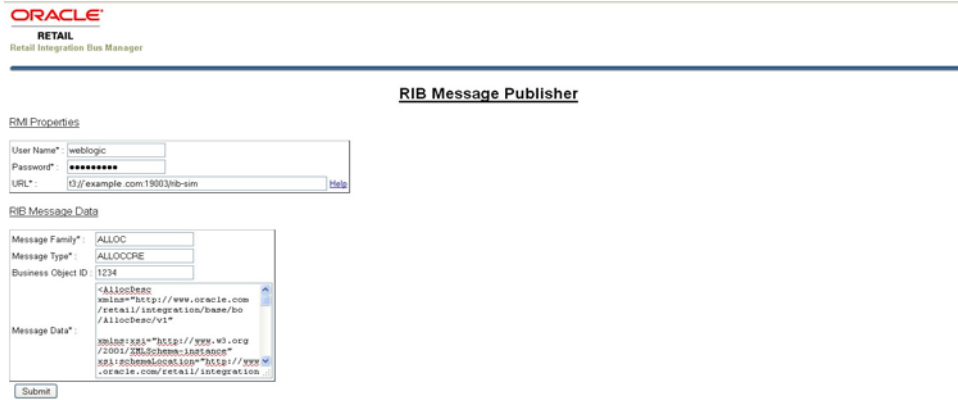 ORACLE
RETAIL
Retail Integration Bus Manager
RIB Message Publisher
RMI Properties
User Name* : weblogic
Password* : •••••••••
URL* : t3://example.com:19003/rib-sim Help
RIB Message Data
Message Family* : ALLOC
Message Type* : ALLOCCRE
Business Object ID : 1234
Message Data* :
<AllocDesc
xmlns="http://www.oracle.com
/retail/integration/base/bo
/AllocDesc/v1"
xmlns:xsi="http://www.w3.org
/2001/XMLSchema-instance"
xsi:schemaLocation="http://www
.oracle.com/retail/integration
Submit